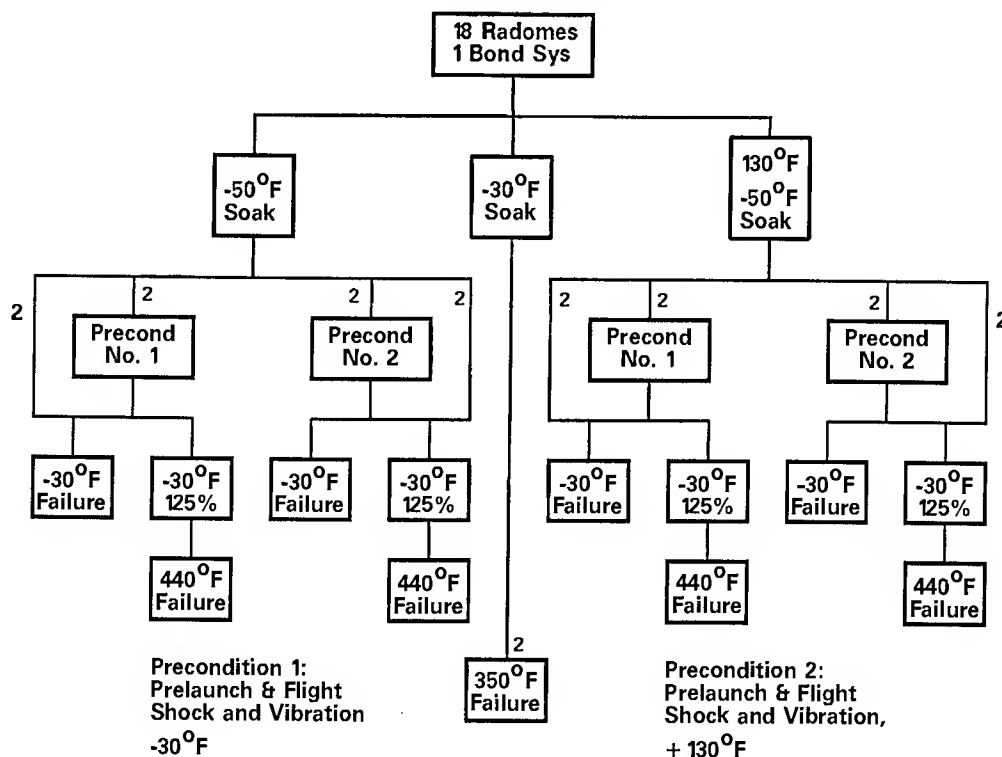 18 Radomes
1 Bond Sys
-50°F
Soak
-30°F
Soak
130°F
-50°F
Soak
2
2
2
2
2
2
2
2
Precond
No. 1
Precond
No. 2
Precond
No. 1
Precond
No. 2
-30°F
Failure
-30°F
125%
-30°F
Failure
-30°F
125%
-30°F
Failure
-30°F
125%
-30°F
Failure
-30°F
125%
440°F
Failure
440°F
Failure
440°F
Failure
440°F
Failure
2
350°F
Failure
Precondition 1:
Prelaunch & Flight
Shock and Vibration
-30°F
Precondition 2:
Prelaunch & Flight
Shock and Vibration,
+ 130°F